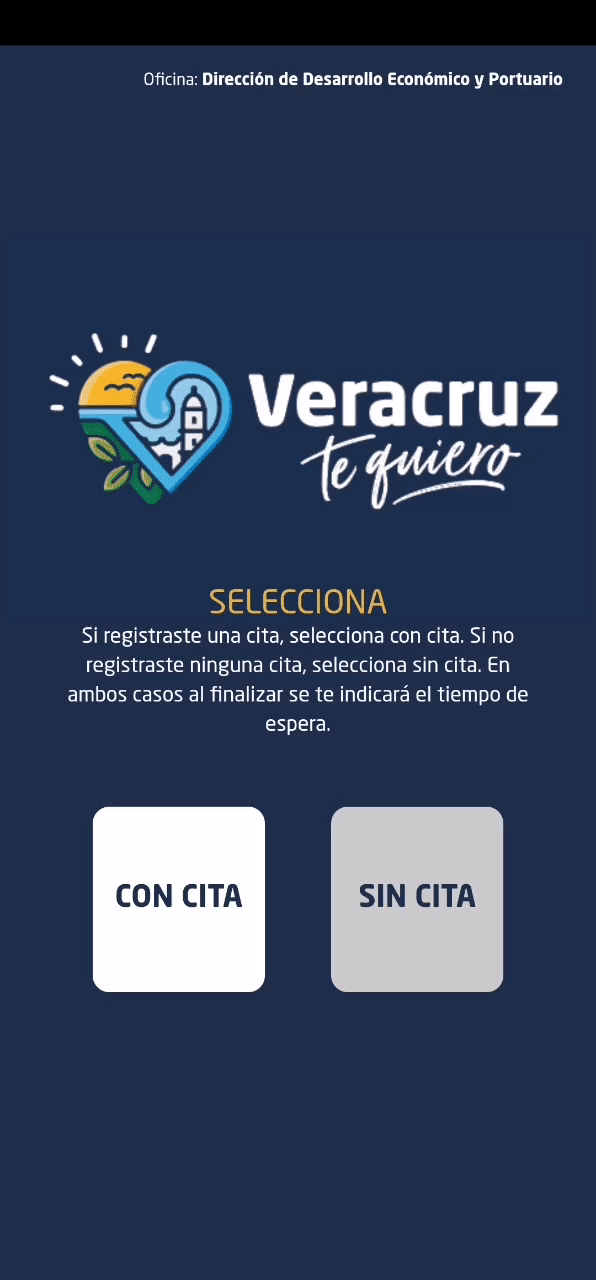 Oficina: Dirección de Desarrollo Económico y Portuario
Veracruz
te quiero
SELECCIONA
Si registraste una cita, selecciona con cita. Si no
registraste ninguna cita, selecciona sin cita. En
ambos casos al finalizar se te indicará el tiempo de
espera.
CON CITA
SIN CITA